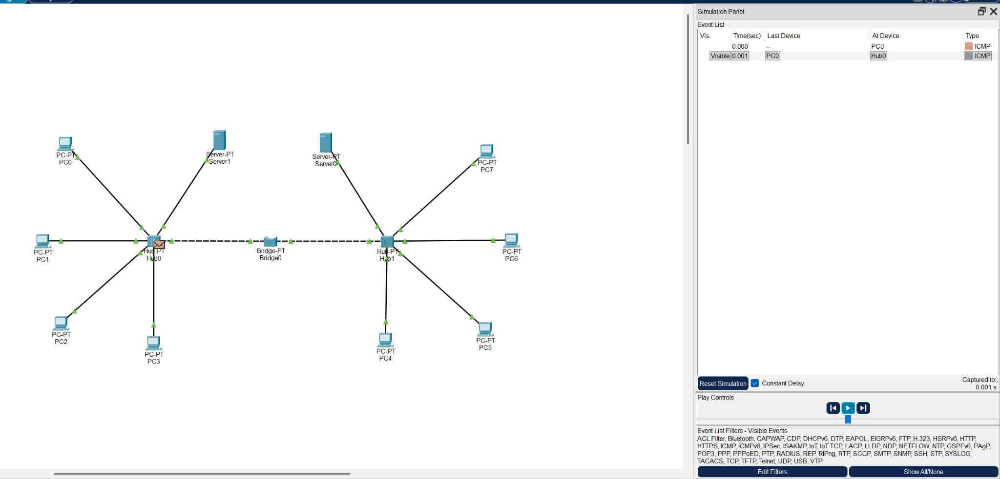 Simulation Panel
Event List
Vis. Time(sec) Last Device At Device Type
0.000 -- PC0 ICMP
Visible 0.001 PC0 Hub0 ICMP
PC-PT
PC0
Server-PT
Server1
Server-PT
Server0
PC-PT
PC7
PC-PT
PC1
Hub-PT
Hub0
Bridge-PT
Bridge0
Hub-PT
Hub1
PC-PT
PC6
PC-PT
PC2
PC-PT
PC3
PC-PT
PC4
PC-PT
PC5
Reset Simulation Constant Delay
Captured to:
0.001 s
Play Controls
Event List Filters - Visible Events
ACL Filter, Bluetooth, CAPWAP, CDP, DHCPv6, DTP, EAPOL, EIGRPv6, FTP, H.323, HSRPv6, HTTP,
HTTPS, ICMP, ICMPv6, IPSec, ISAKMP, IoT, IoT TCP, LACP, LLDP, NDP, NETFLOW, NTP, OSPFv6, PAgP,
POP3, PPP, PPPoED, PTP, RADIUS, REP, RIPng, RTP, SCCP, SMTP, SNMP, SSH, STP, SYSLOG,
TACACS, TCP, TFTP, Telnet, UDP, USB, VTP
Edit Filters Show All/None